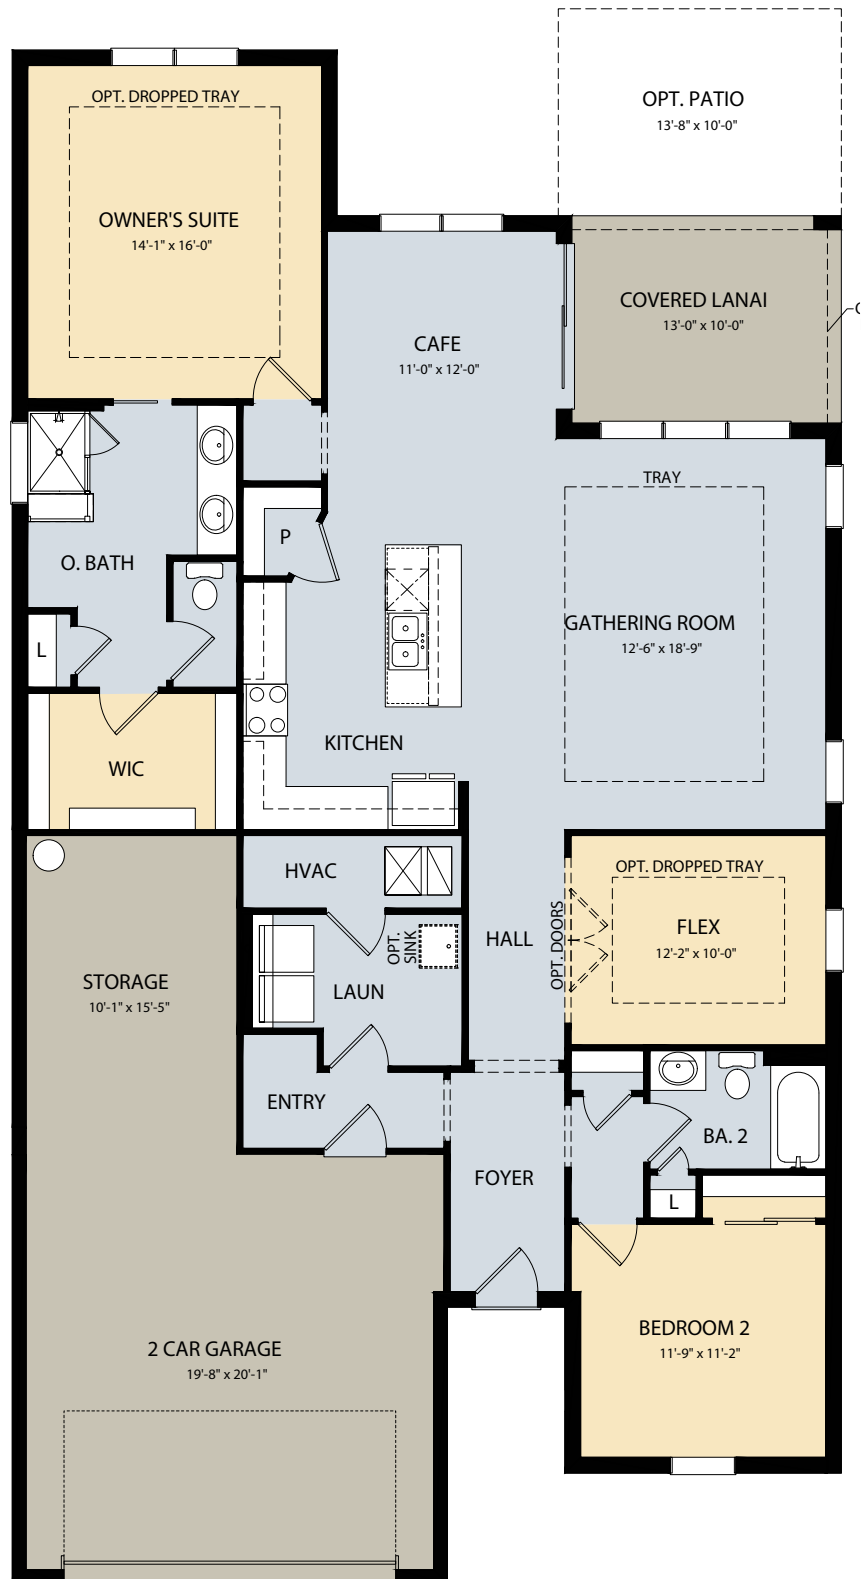 OPT. PATIO
13'-8" x 10'-0"
OPT. DROPPED TRAY
OWNER'S SUITE
14'-1" x 16'-0"
COVERED LANAI
13'-0" x 10'-0"
CAFE
11'-0" x 12'-0"
TRAY
P
O. BATH
GATHERING ROOM
12'-6" x 18'-9"
L
KITCHEN
WIC
HVAC
OPT. DROPPED TRAY
FLEX
12'-2" x 10'-0"
OPT. DOORS
HALL
OPT.
SINK
LAUN
STORAGE
10'-1" x 15'-5"
ENTRY
BA. 2
FOYER
L
BEDROOM 2
11'-9" x 11'-2"
2 CAR GARAGE
19'-8" x 20'-1"